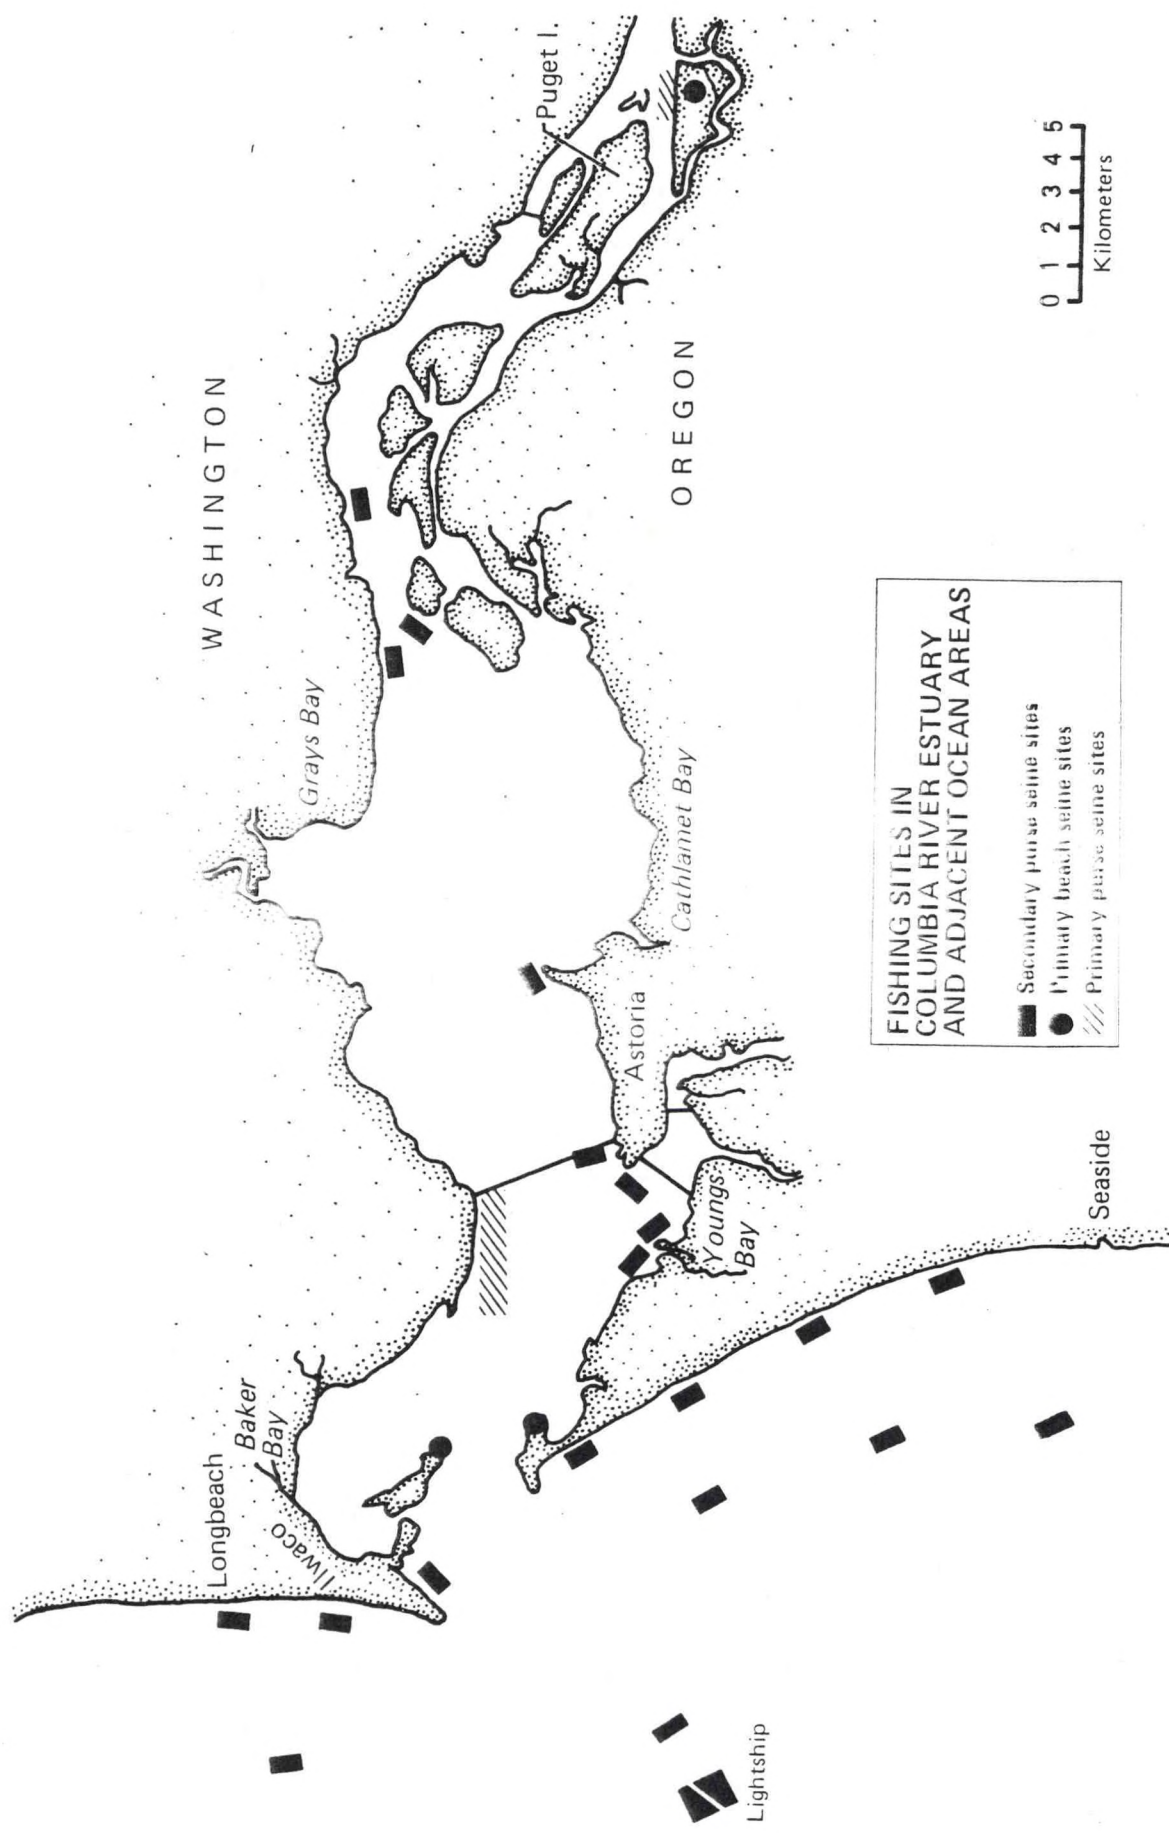 WASHINGTON
Puget I.
Grays Bay
OREGON
Longbeach
Baker
Bay
Ilwaco
Cathlamet Bay
Astoria
Youngs
Bay
Seaside
Lightship
0 1 2 3 4 5
Kilometers
FISHING SITES IN
COLUMBIA RIVER ESTUARY
AND ADJACENT OCEAN AREAS
Secondary purse seine sites
Primary beach seine sites
Primary purse seine sites